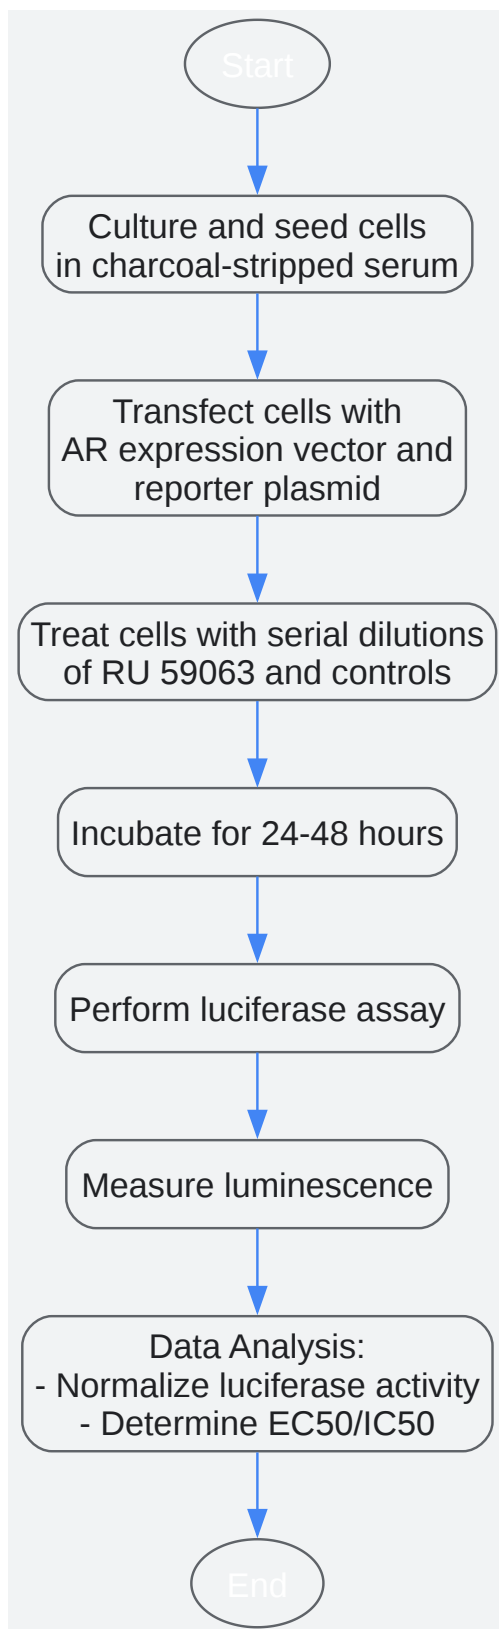 Start
Culture and seed cells
in charcoal-stripped serum
Transfect cells with
AR expression vector and
reporter plasmid
Treat cells with serial dilutions
of RU 59063 and controls
Incubate for 24-48 hours
Perform luciferase assay
Measure luminescence
Data Analysis:
- Normalize luciferase activity
- Determine EC50/IC50
End